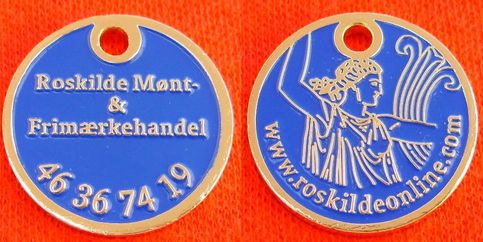 Roskilde Mønt-
&
Frimærkehandel
46 36 74 19
www.roskildeonline.com